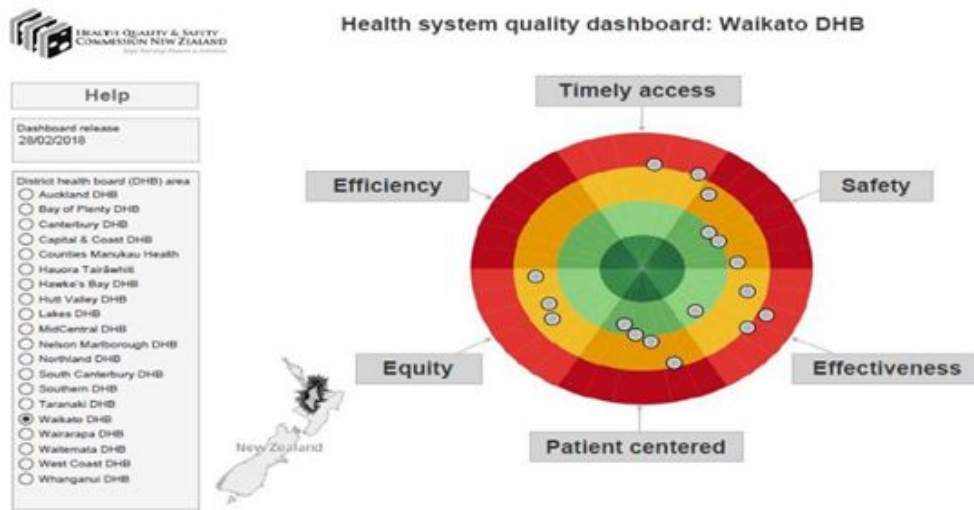 HEALTH QUALITY & SAFETY
COMMISSION NEW ZEALAND
Health system quality dashboard: Waikato DHB
Help
Dashboard release
28/02/2018
District health board (DHB) area
Auckland DHB
Bay of Plenty DHB
Canterbury DHB
Capital & Coast DHB
Counties Manukau Health
Hauora Tairāwhiti
Hawke's Bay DHB
Hutt Valley DHB
Lakes DHB
MidCentral DHB
Nelson Marlborough DHB
Northland DHB
South Canterbury DHB
Southern DHB
Taranaki DHB
Waikato DHB
Wairarapa DHB
Waitemata DHB
West Coast DHB
Whanganui DHB
New Zealand
Timely access
Efficiency
Safety
Equity
Effectiveness
Patient centered